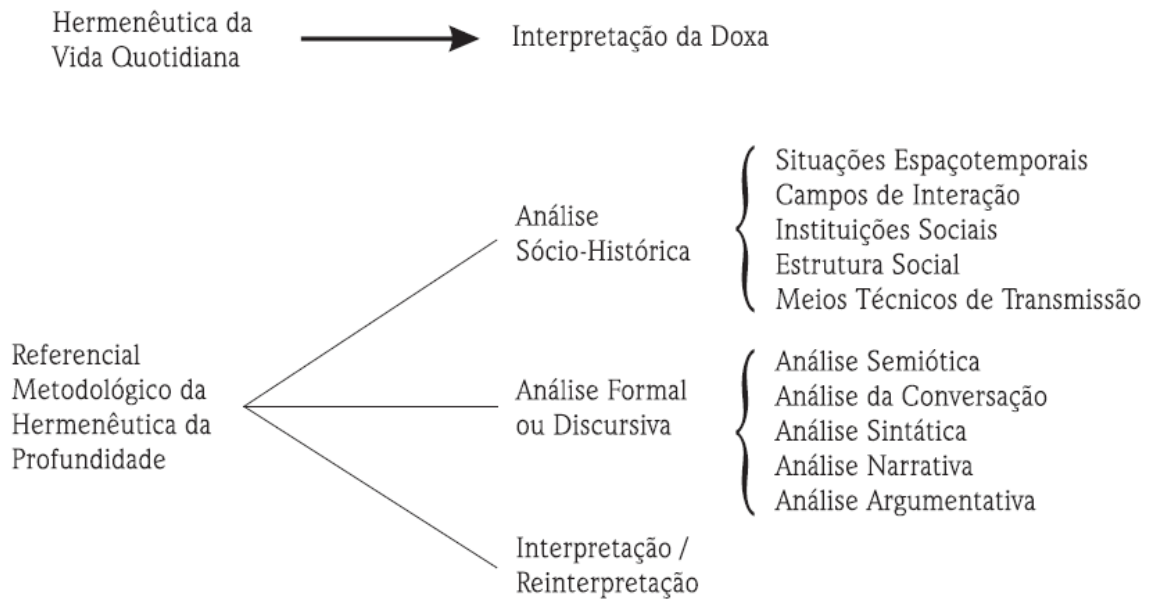 Hermenêutica da
Vida Quotidiana
Interpretação da Doxa
Referencial
Metodológico da
Hermenêutica da
Profundidade
Análise
Sócio-Histórica
Situações Espaçotemporais
Campos de Interação
Instituições Sociais
Estrutura Social
Meios Técnicos de Transmissão
Análise Formal
ou Discursiva
Análise Semiótica
Análise da Conversação
Análise Sintática
Análise Narrativa
Análise Argumentativa
Interpretação /
Reinterpretação